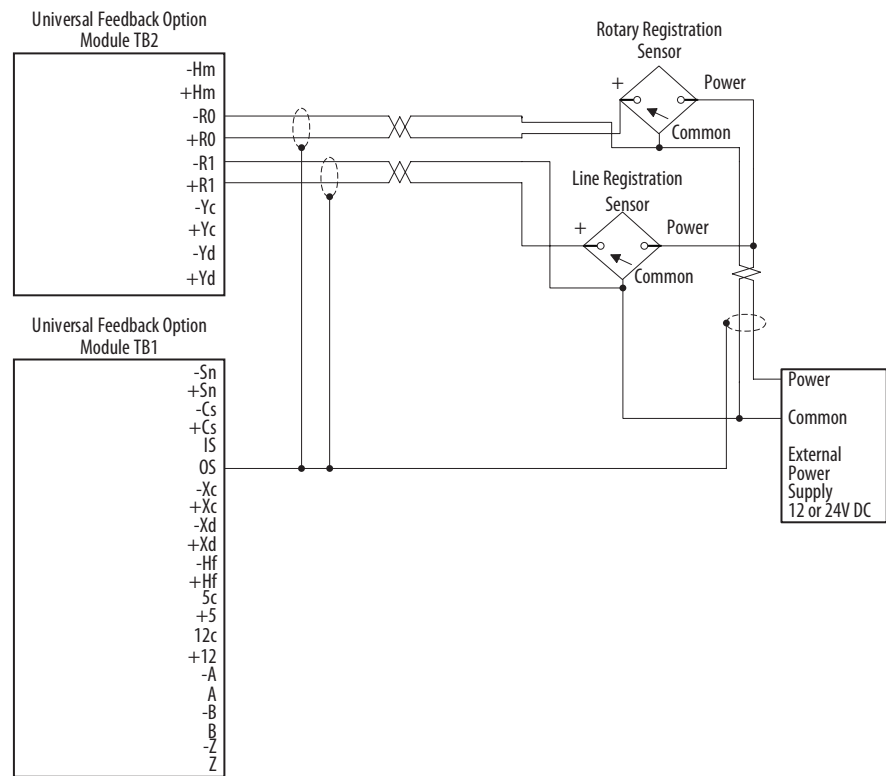 Universal Feedback Option
Module TB2
-Hm
+Hm
-R0
+R0
-R1
+R1
-Yc
+Yc
-Yd
+Yd
Rotary Registration
Sensor
+
Power
Common
Line Registration
Sensor
+
Power
Common
Universal Feedback Option
Module TB1
-Sn
+Sn
-Cs
+Cs
IS
OS
-Xc
+Xc
-Xd
+Xd
-Hf
+Hf
5c
+5
12c
+12
-A
A
-B
B
-Z
Z
Power
Common
External
Power
Supply
12 or 24V DC